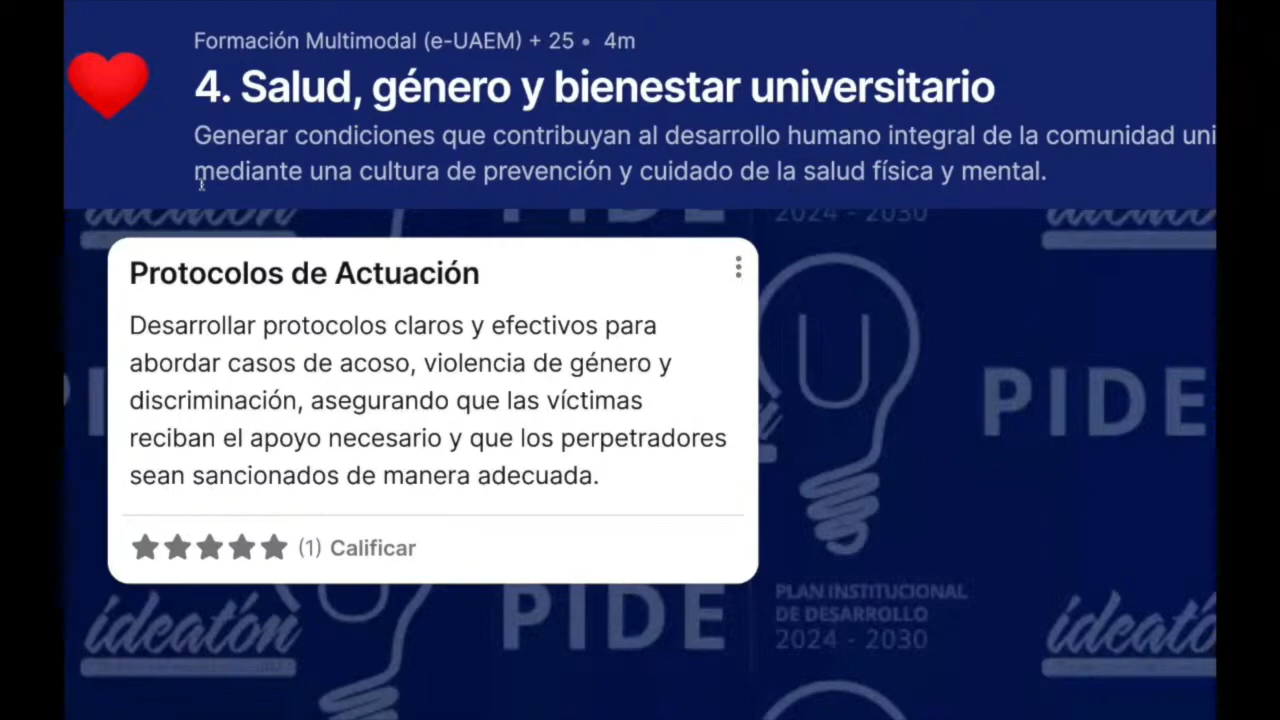 Formación Multimodal (e-UAEM) + 25 • 4m
4. Salud, género y bienestar universitario
Generar condiciones que contribuyan al desarrollo humano integral de la comunidad uni
mediante una cultura de prevención y cuidado de la salud física y mental.
ideatón
PIDE
2024 - 2030
Protocolos de Actuación
Desarrollar protocolos claros y efectivos para
abordar casos de acoso, violencia de género y
discriminación, asegurando que las víctimas
reciban el apoyo necesario y que los perpetradores
sean sancionados de manera adecuada.
(1) Calificar
U
PIDE
ideatón
PIDE
PLAN INSTITUCIONAL
DE DESARROLLO
2024 - 2030
ideató